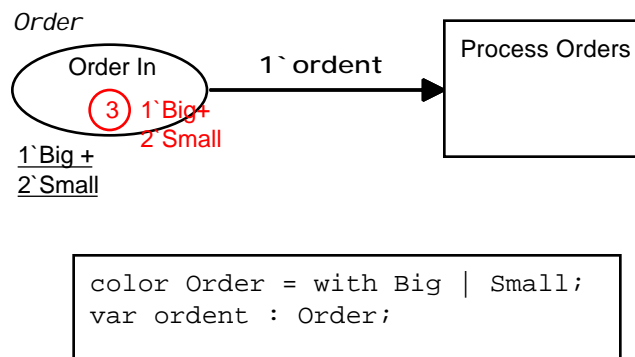 Order
Order In
1`ordent
Process Orders
3
1`Big+
2`Small
1`Big +
2`Small
color Order = with Big | Small;
var ordent : Order;